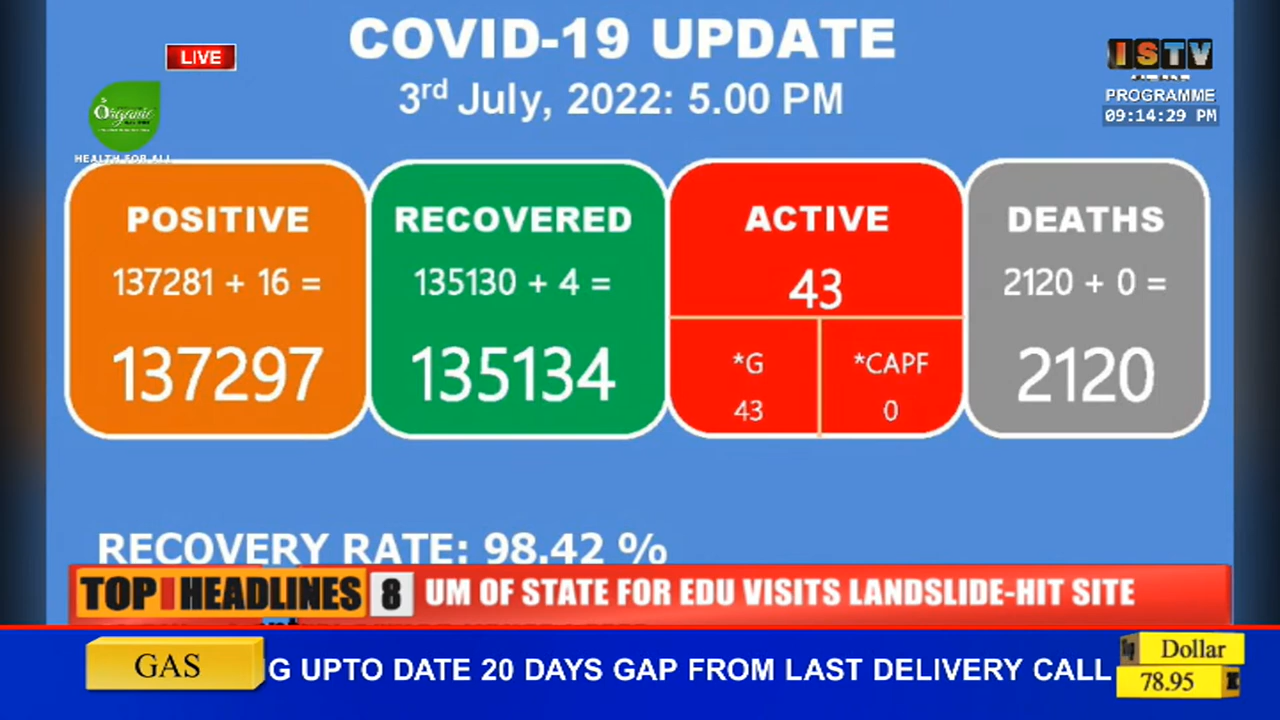 COVID-19 UPDATE
3rd July, 2022: 5.00 PM
LIVE
Organic
HEALTH FOR ALL
ISTV
PROGRAMME
09:14:29 PM
POSITIVE
137281 + 16 =
137297
RECOVERED
135130 + 4 =
135134
ACTIVE
43
*G
43
*CAPF
0
DEATHS
2120 + 0 =
2120
RECOVERY RATE: 98.42 %
TOP HEADLINES 8 UM OF STATE FOR EDU VISITS LANDSLIDE-HIT SITE
GAS G UPTO DATE 20 DAYS GAP FROM LAST DELIVERY CALL
Dollar
78.95